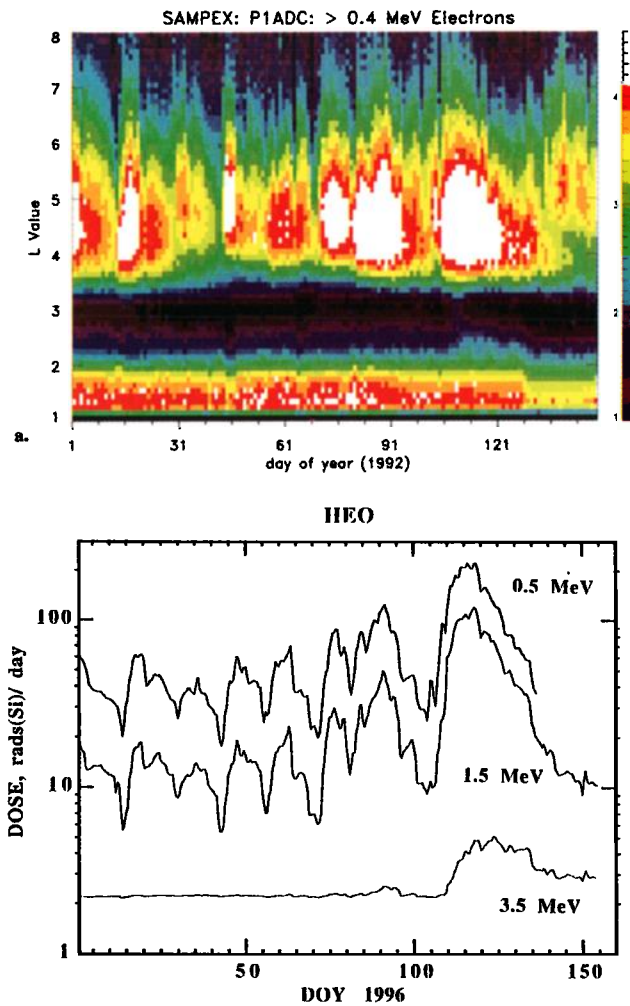 SAMPEX: P1ADC: > 0.4 MeV Electrons
8
7
6
5
4
3
2
1
L Value
4
3
2
1
a.
1 31 61 91 121
day of year (1992)
HEO
100
10
1
DOSE, rads(Si)/ day
0.5 MeV
1.5 MeV
3.5 MeV
50 100 150
DOY 1996